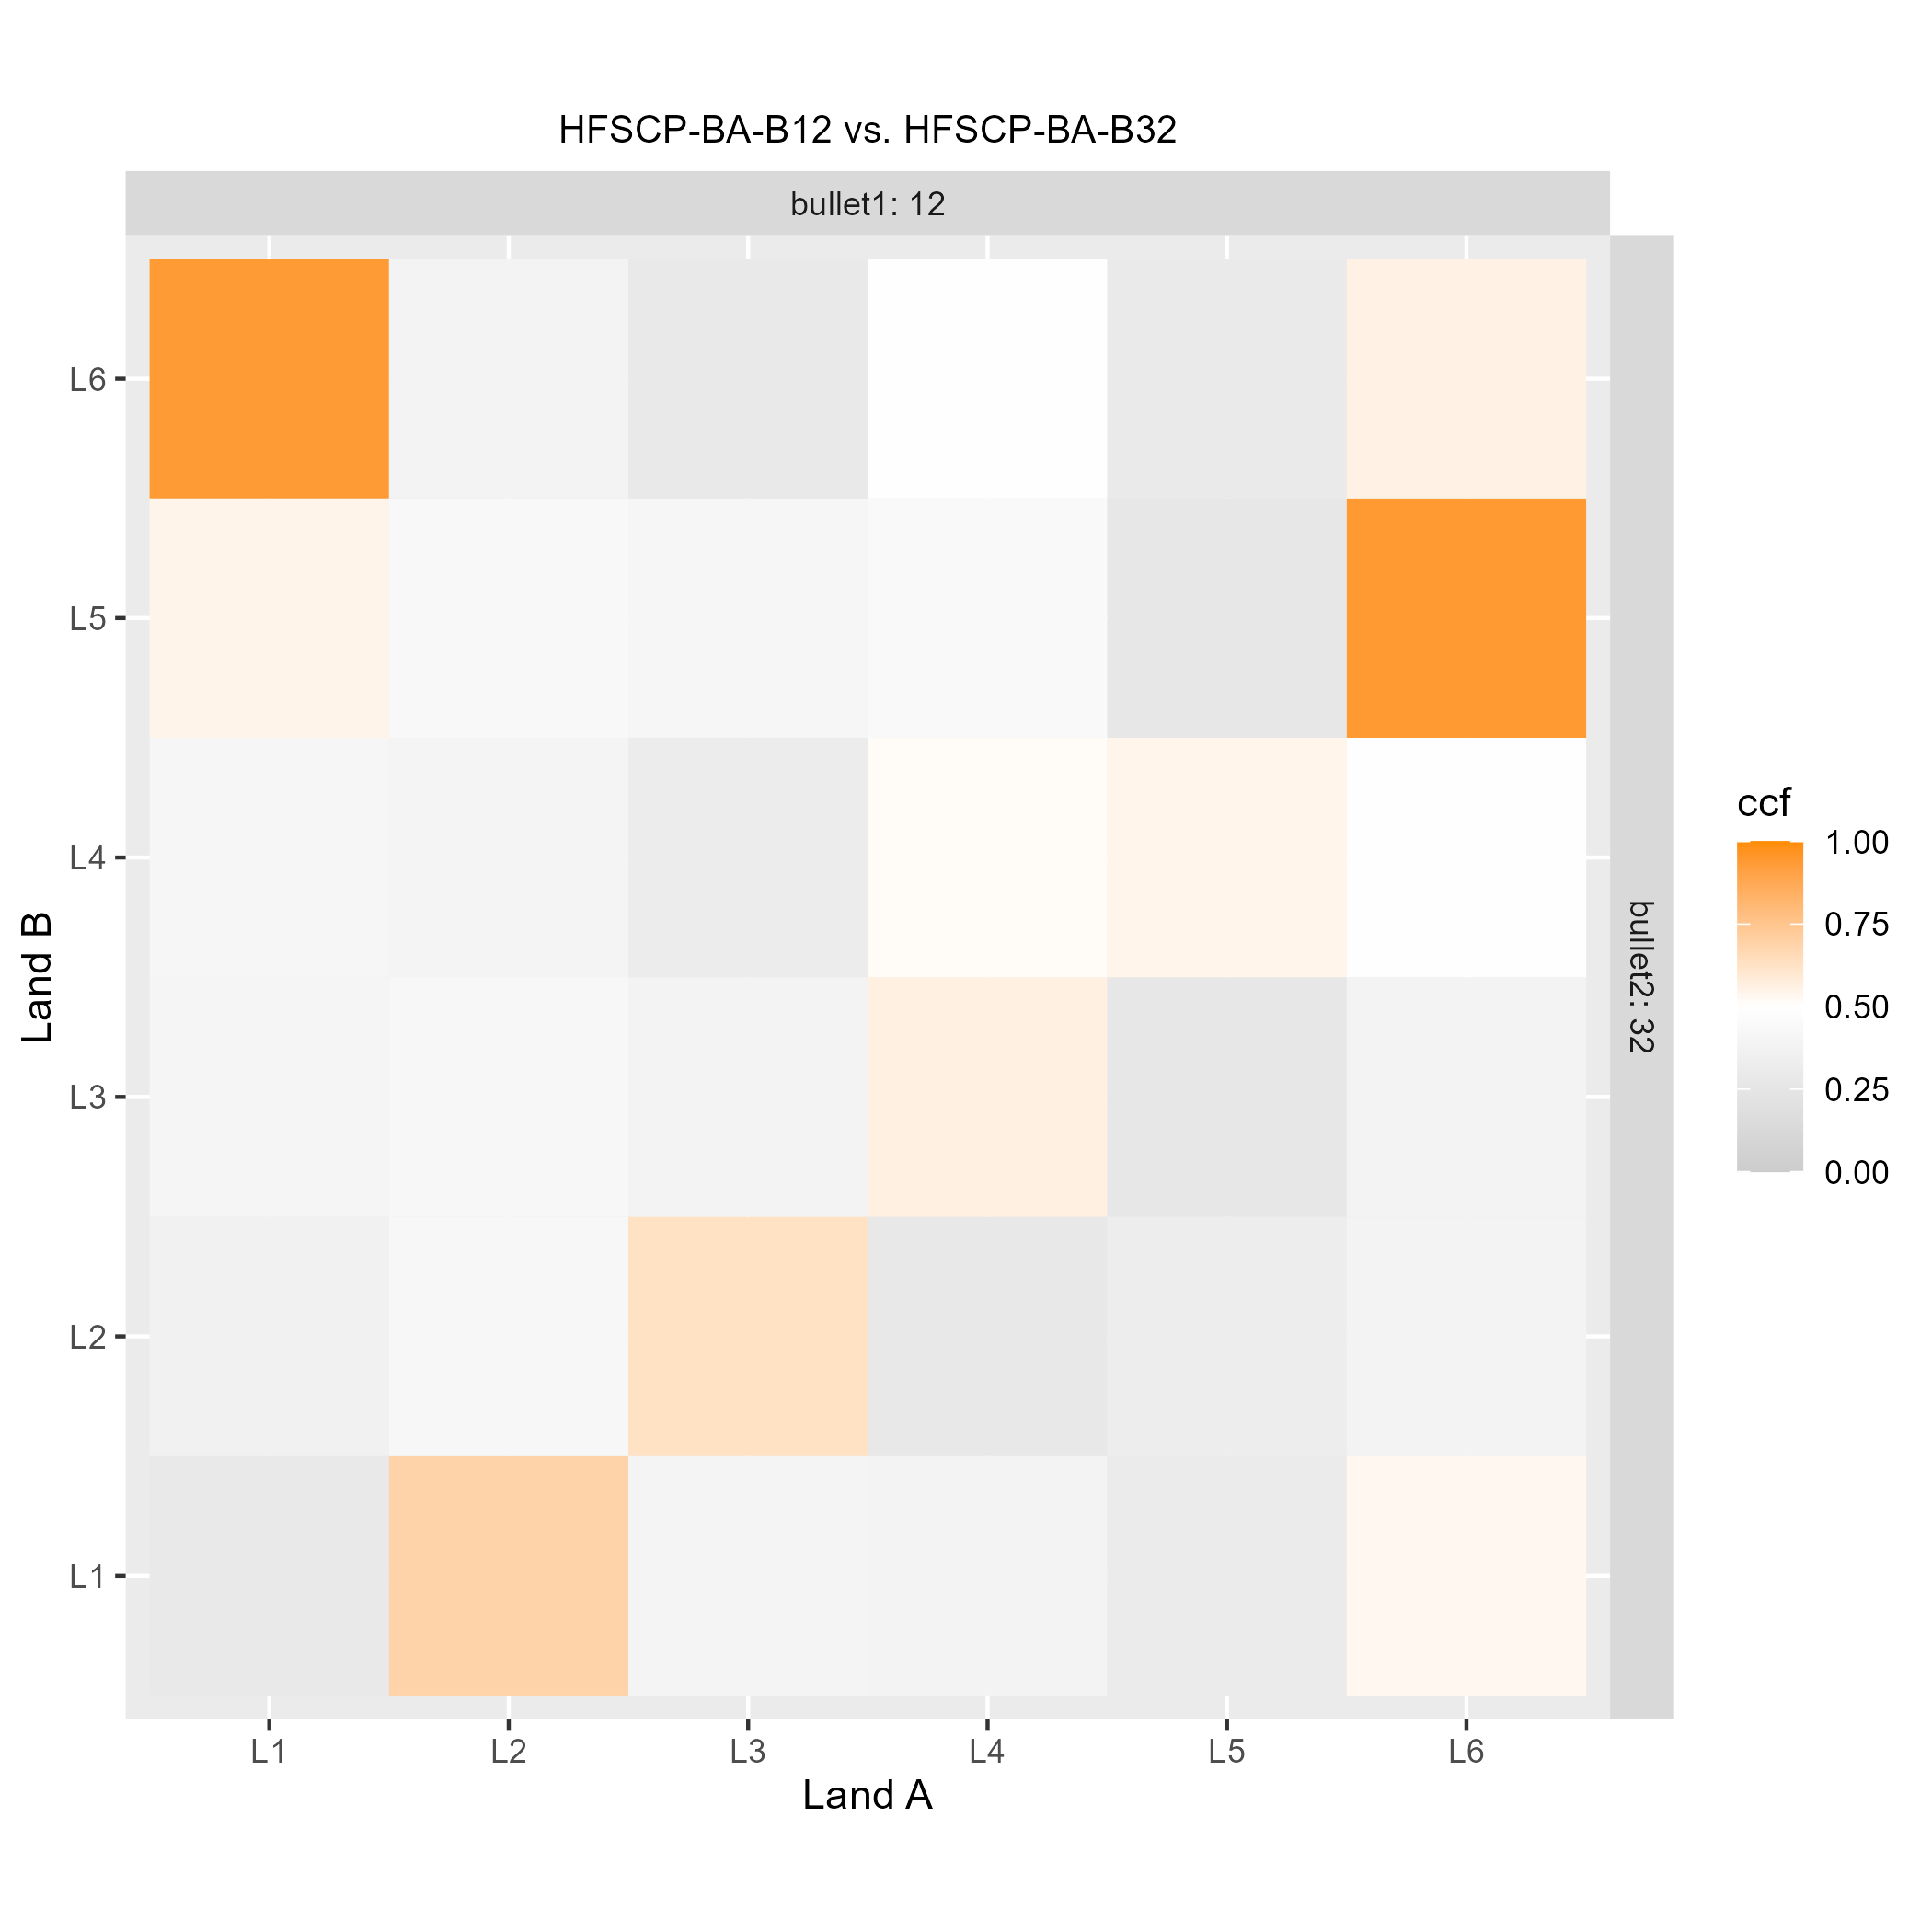 HFSCP-BA-B12 vs. HFSCP-BA-B32
bullet1: 12
L6
L5
L4
L3
L2
L1
Land B
bullet2: 32
L1 L2 L3 L4 L5 L6
Land A
ccf
1.00
0.75
0.50
0.25
0.00